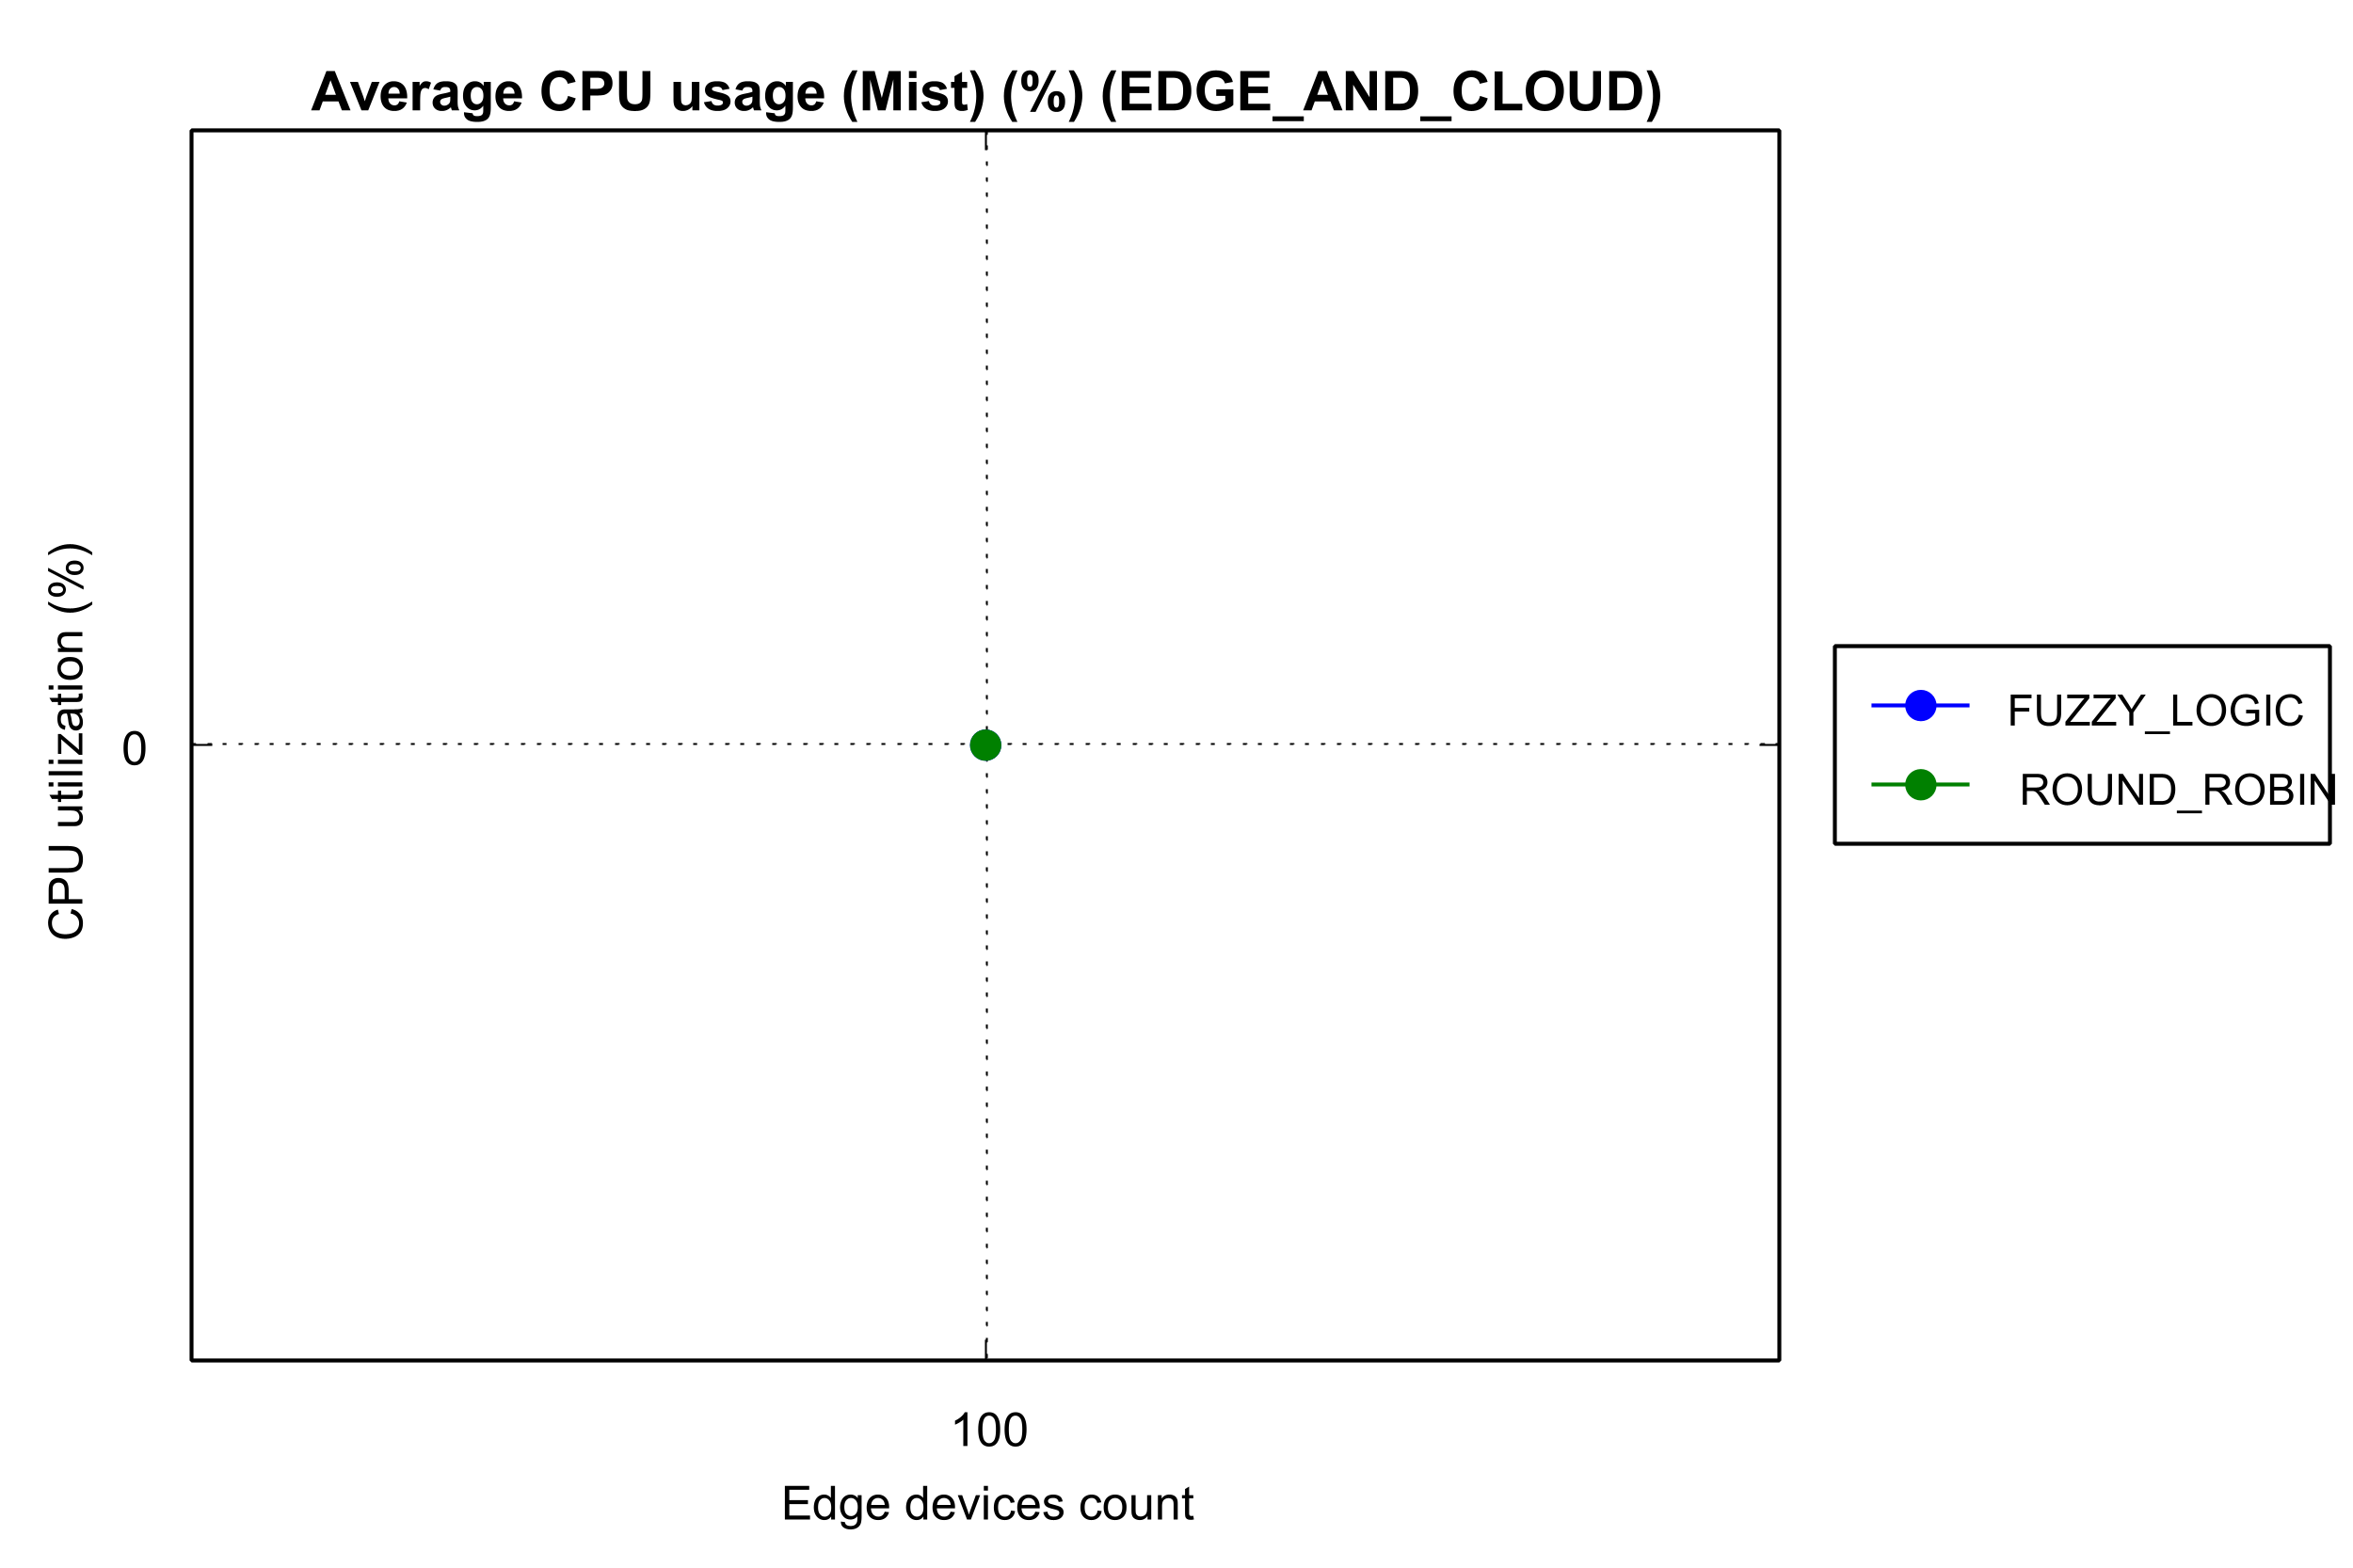 Average CPU usage (Mist)(%)(EDGE_AND_CLOUD)
CPU utilization (%)
0
FUZZY_LOGIC
ROUND_ROBIN
100
Edge devices count